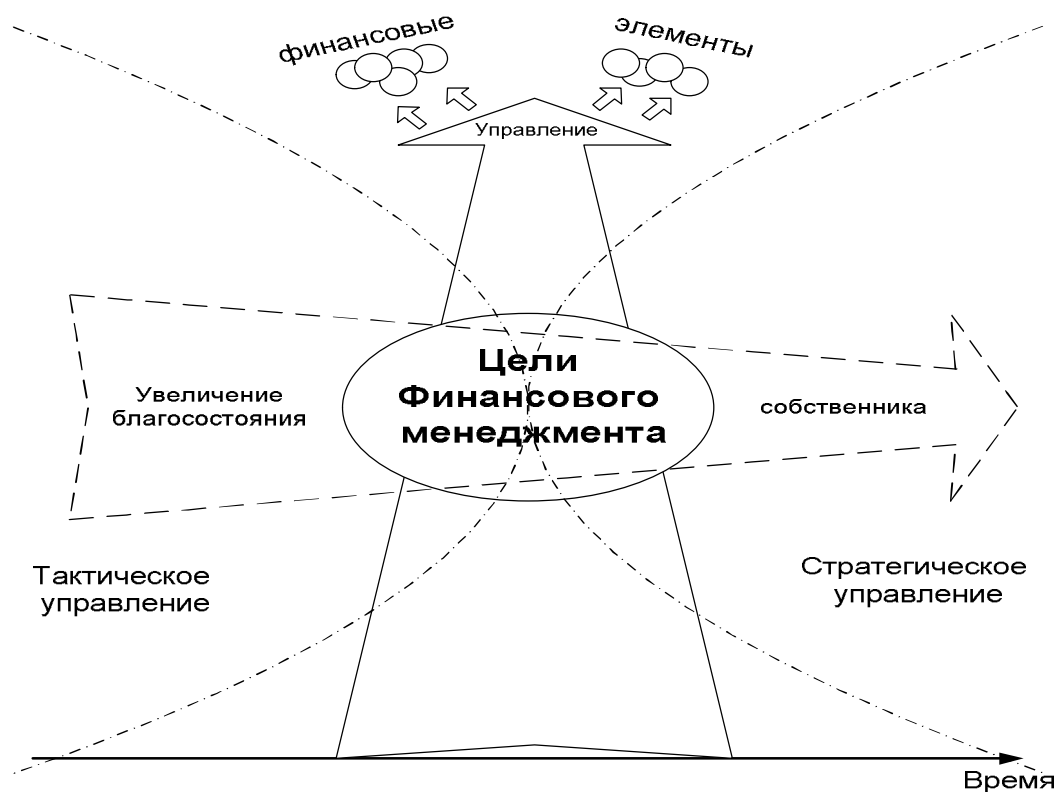 финансовые
элементы
Управление
Цели
Финансового
менеджмента
Увеличение
благосостояния
собственника
Тактическое
управление
Стратегическое
управление
Время